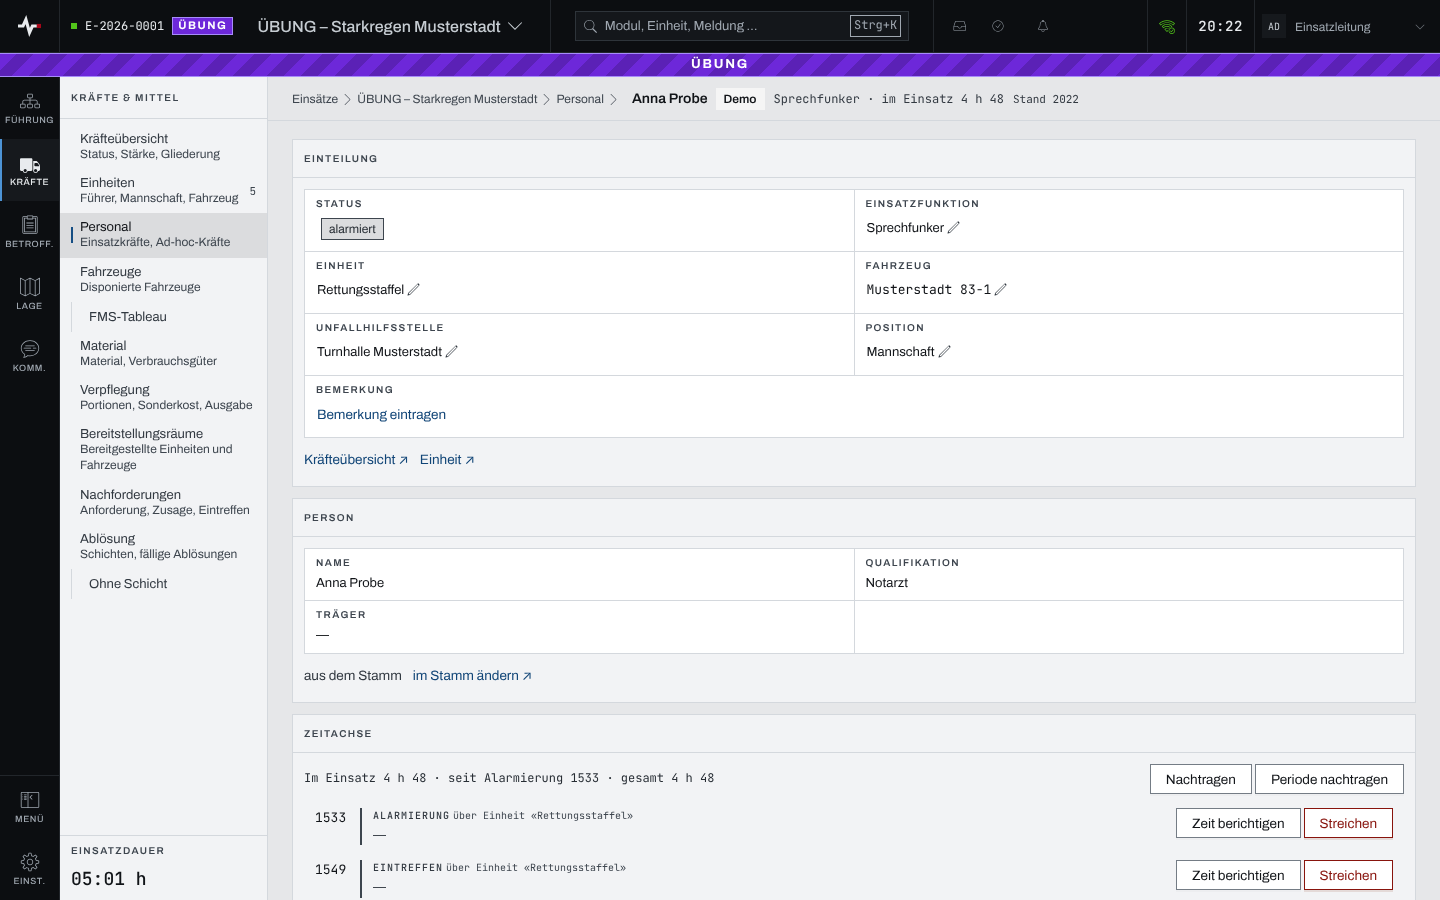 E-2026-0001 ÜBUNG ÜBUNG – Starkregen Musterstadt
Modul, Einheit, Meldung ... Strg+K
20:22 AD Einsatzleitung
ÜBUNG
FÜHRUNG
KRÄFTE
BETROFF.
LAGE
KOMM.
MENÜ
EINST.
KRÄFTE & MITTEL
Kräfteübersicht
Status, Stärke, Gliederung
Einheiten
Führer, Mannschaft, Fahrzeug 5
Personal
Einsatzkräfte, Ad-hoc-Kräfte
Fahrzeuge
Disponierte Fahrzeuge
FMS-Tableau
Material
Material, Verbrauchsgüter
Verpflegung
Portionen, Sonderkost, Ausgabe
Bereitstellungsräume
Bereitgestellte Einheiten und
Fahrzeuge
Nachforderungen
Anforderung, Zusage, Eintreffen
Ablösung
Schichten, fällige Ablösungen
Ohne Schicht
EINSATZDAUER
05:01 h
Einsätze ÜBUNG – Starkregen Musterstadt Personal Anna Probe Demo Sprechfunker · im Einsatz 4 h 48 Stand 2022
EINTEILUNG
STATUS
alarmiert
EINSATZFUNKTION
Sprechfunker
EINHEIT
Rettungsstaffel
FAHRZEUG
Musterstadt 83-1
UNFALLHILFSSTELLE
Turnhalle Musterstadt
POSITION
Mannschaft
BEMERKUNG
Bemerkung eintragen
Kräfteübersicht ↗ Einheit ↗
PERSON
NAME
Anna Probe
QUALIFIKATION
Notarzt
TRÄGER
—
aus dem Stamm im Stamm ändern ↗
ZEITACHSE
Im Einsatz 4 h 48 · seit Alarmierung 1533 · gesamt 4 h 48 Nachtragen Periode nachtragen
1533 ALARMIERUNG über Einheit «Rettungsstaffel»
—
Zeit berichtigen Streichen
1549 EINTREFFEN über Einheit «Rettungsstaffel»
—
Zeit berichtigen Streichen